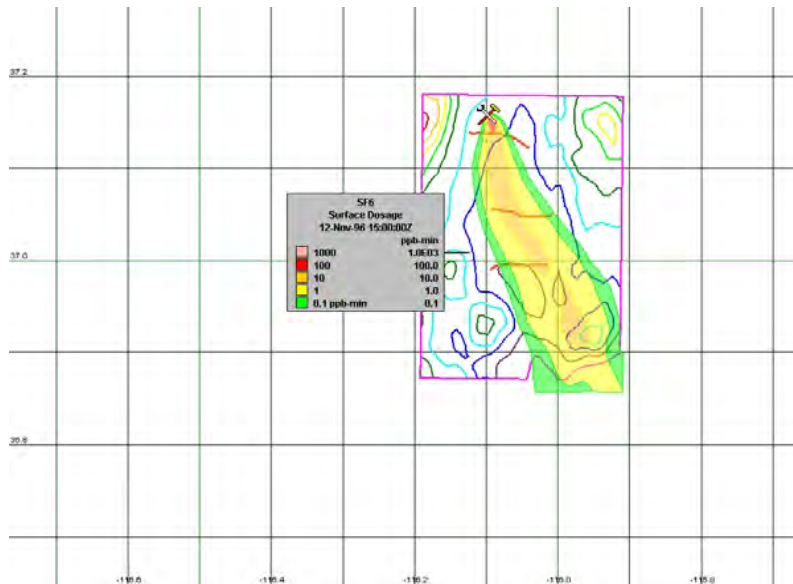 37.2
SF6
Surface Dosage
12-Nov-96 15:00:00Z
ppb-min
1000 1.0E03
100 100.0
10 10.0
1 1.0
0.1 ppb-min 0.1
37.0
36.8
-116.6 -116.4 -116.2 -116.0 -115.8